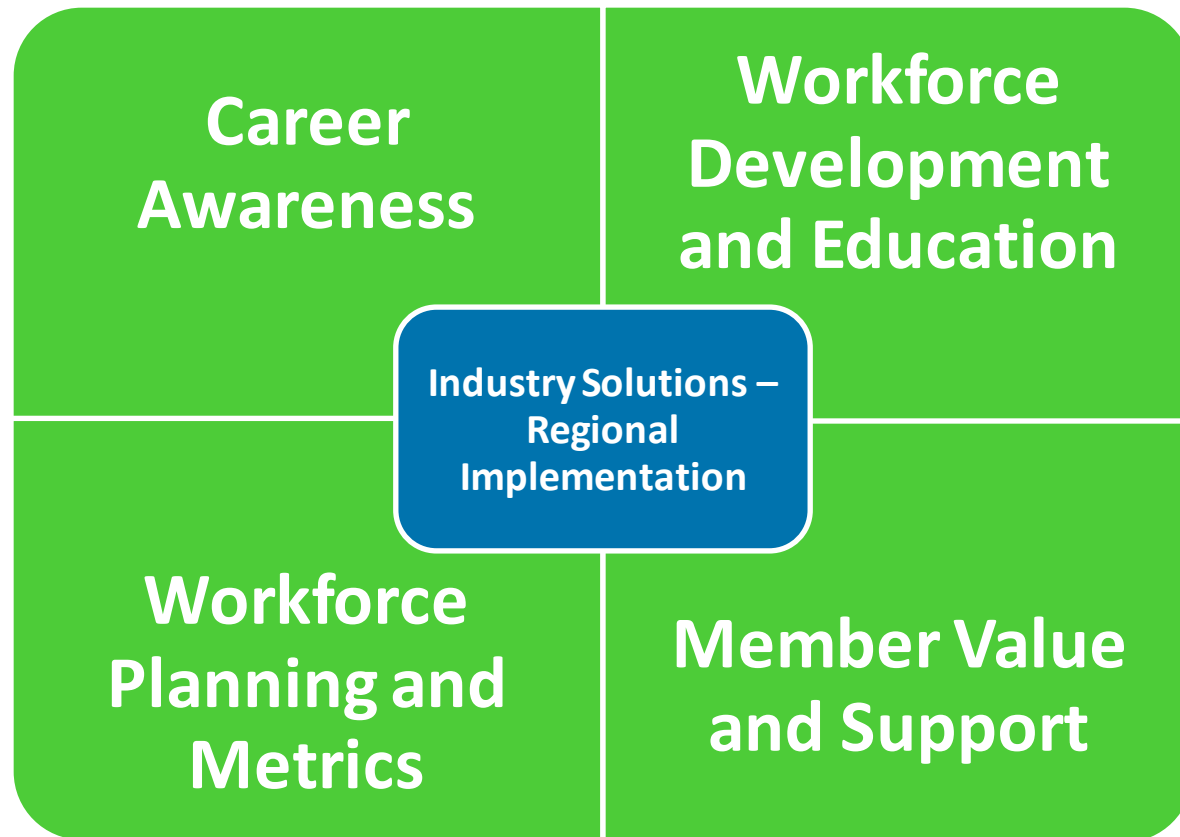 Career
Awareness
Workforce
Development
and Education
Industry Solutions –
Regional
Implementation
Workforce
Planning and
Metrics
Member Value
and Support